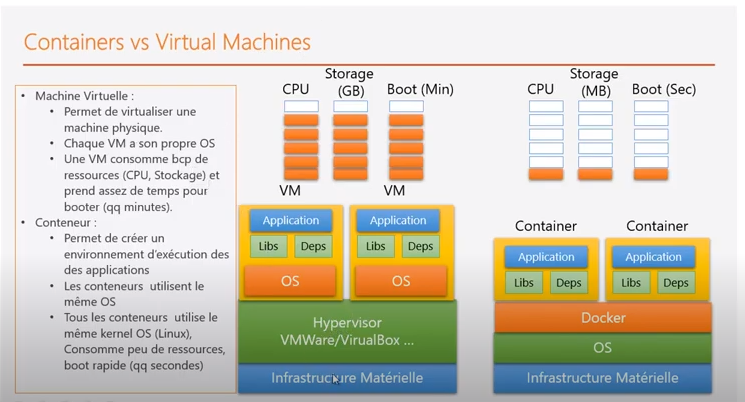 Containers vs Virtual Machines
• Machine Virtuelle :
• Permet de virtualiser une
machine physique.
• Chaque VM a son propre OS
• Une VM consomme bcp de
ressources (CPU, Stockage) et
prend assez de temps pour
booter (qq minutes).
• Conteneur :
• Permet de créer un
environnement d'exécution des
des applications
• Les conteneurs utilisent le
même OS
• Tous les conteneurs utilise le
même kernel OS (Linux),
Consomme peu de ressources,
boot rapide (qq secondes)
CPU
Storage
(GB)
Boot (Min)
VM
VM
Application
Libs
Deps
OS
Application
Libs
Deps
OS
Hypervisor
VMWare/VirualBox ...
Infrastructure Matérielle
CPU
Storage
(MB)
Boot (Sec)
Container
Container
Application
Libs
Deps
Application
Libs
Deps
Docker
OS
Infrastructure Matérielle